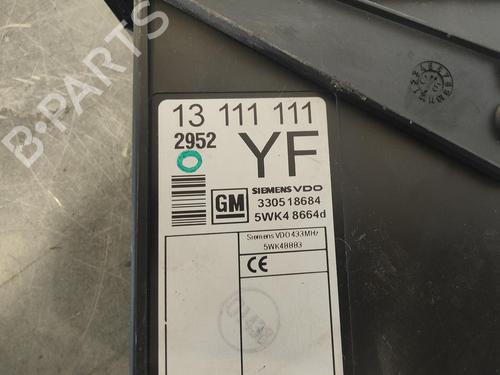 B-PARTS
13 111 111
2952
YF
GM
SIEMENS VDO
330518684
5WK4 8664d
Siemens VDO 433MHz
5WK48883
CE